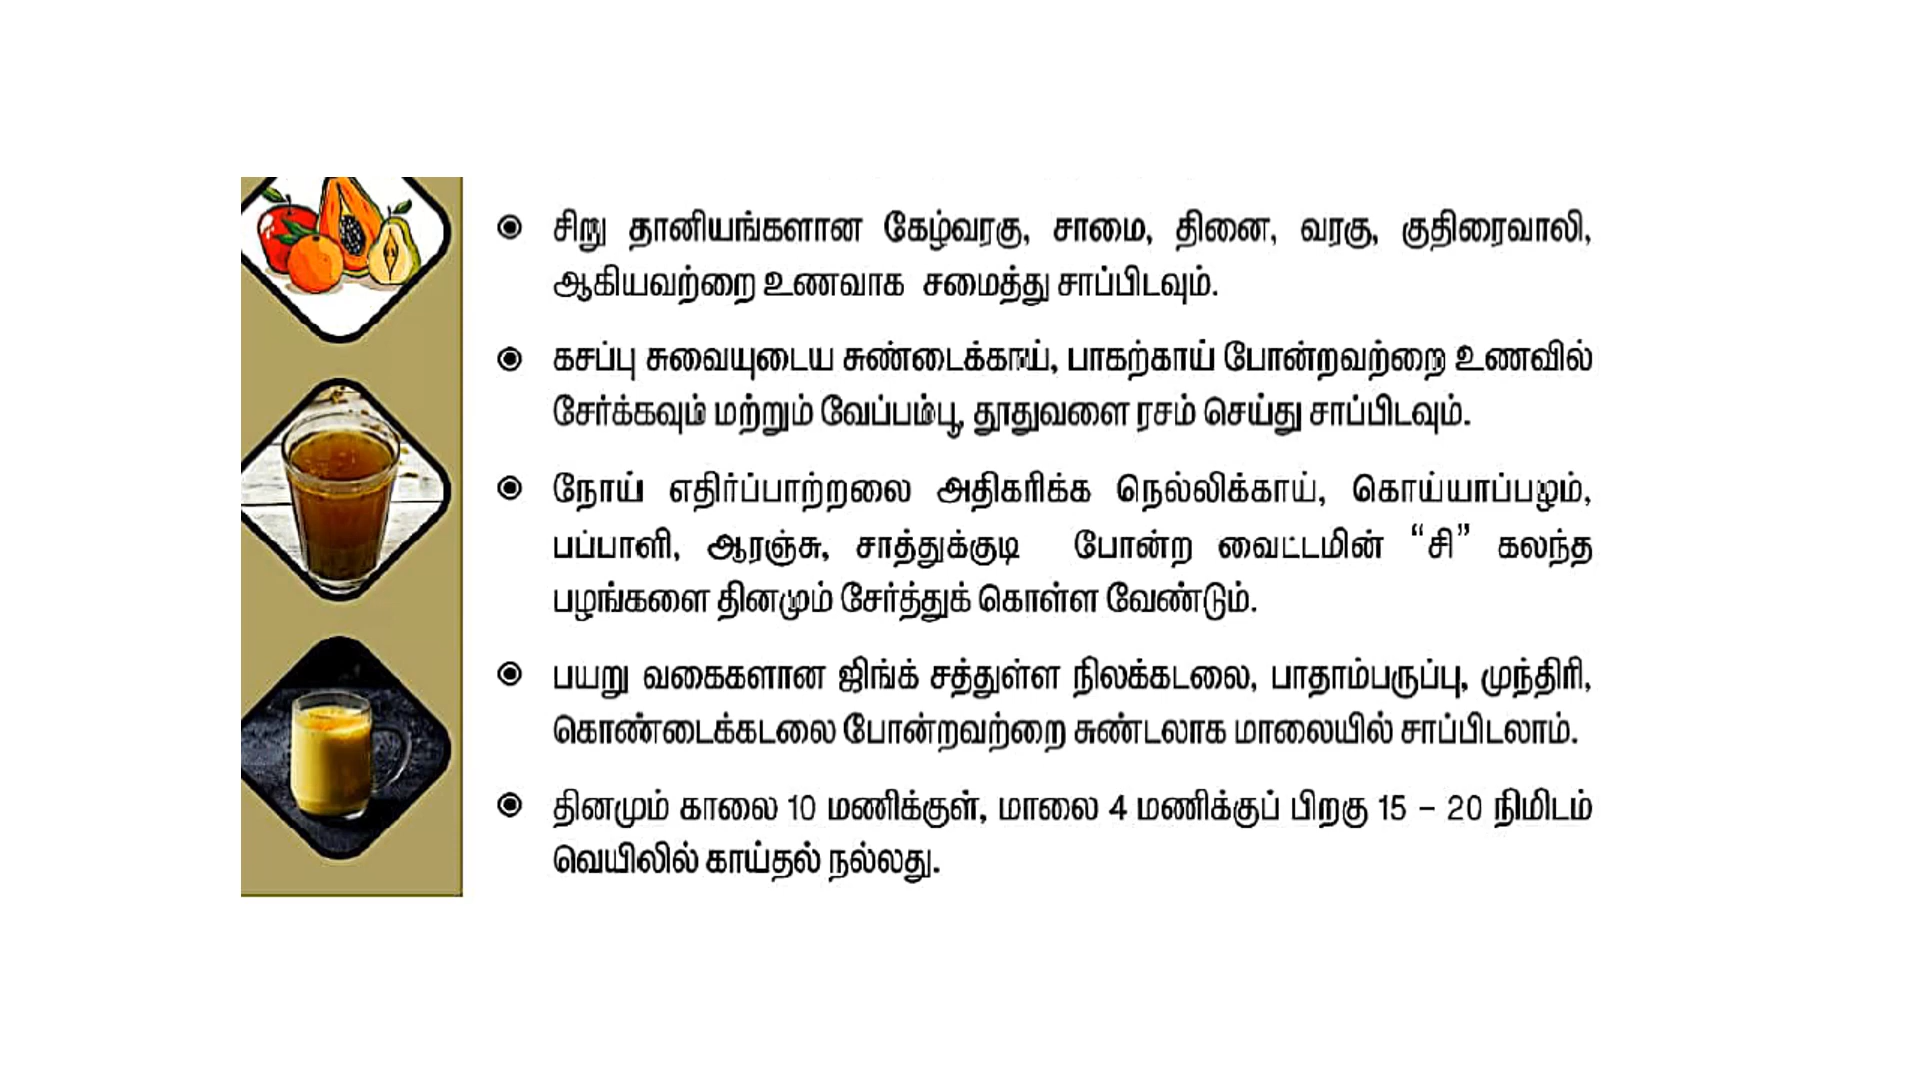 சிறு தானியங்களான கேழ்வரகு, சாமை, தினை, வரகு, குதிரைவாலி,
ஆகியவற்றை உணவாக சமைத்து சாப்பிடவும்.
கசப்பு சுவையுடைய சுண்டைக்காய், பாகற்காய் போன்றவற்றை உணவில்
சேர்க்கவும் மற்றும் வேப்பம்பூ, தூதுவளை ரசம் செய்து சாப்பிடவும்.
நோய் எதிர்ப்பாற்றலை அதிகரிக்க நெல்லிக்காய், கொய்யாப்பழம்,
பப்பாளி, ஆரஞ்சு, சாத்துக்குடி போன்ற வைட்டமின் “சி” கலந்த
பழங்களை தினமும் சேர்த்துக் கொள்ள வேண்டும்.
பயறு வகைகளான ஜிங்க் சத்துள்ள நிலக்கடலை, பாதாம்பருப்பு, முந்திரி,
கொண்டைக்கடலை போன்றவற்றை சுண்டலாக மாலையில் சாப்பிடலாம்.
தினமும் காலை 10 மணிக்குள், மாலை 4 மணிக்குப் பிறகு 15 – 20 நிமிடம்
வெயிலில் காய்தல் நல்லது.